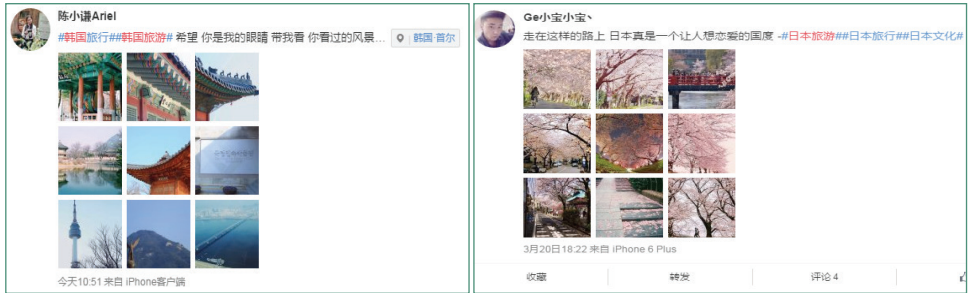 陈小谦Ariel
#韩国旅行##韩国旅游# 希望 你是我的眼睛 带我看 你看过的风景… 韩国·首尔
今天10:51 来自 iPhone客户端
Ge小宝小宝丶
走在这样的路上 日本真是一个让人想恋爱的国度 -#日本旅游##日本旅行##日本文化#
3月20日18:22 来自 iPhone 6 Plus
收藏 转发 评论 4